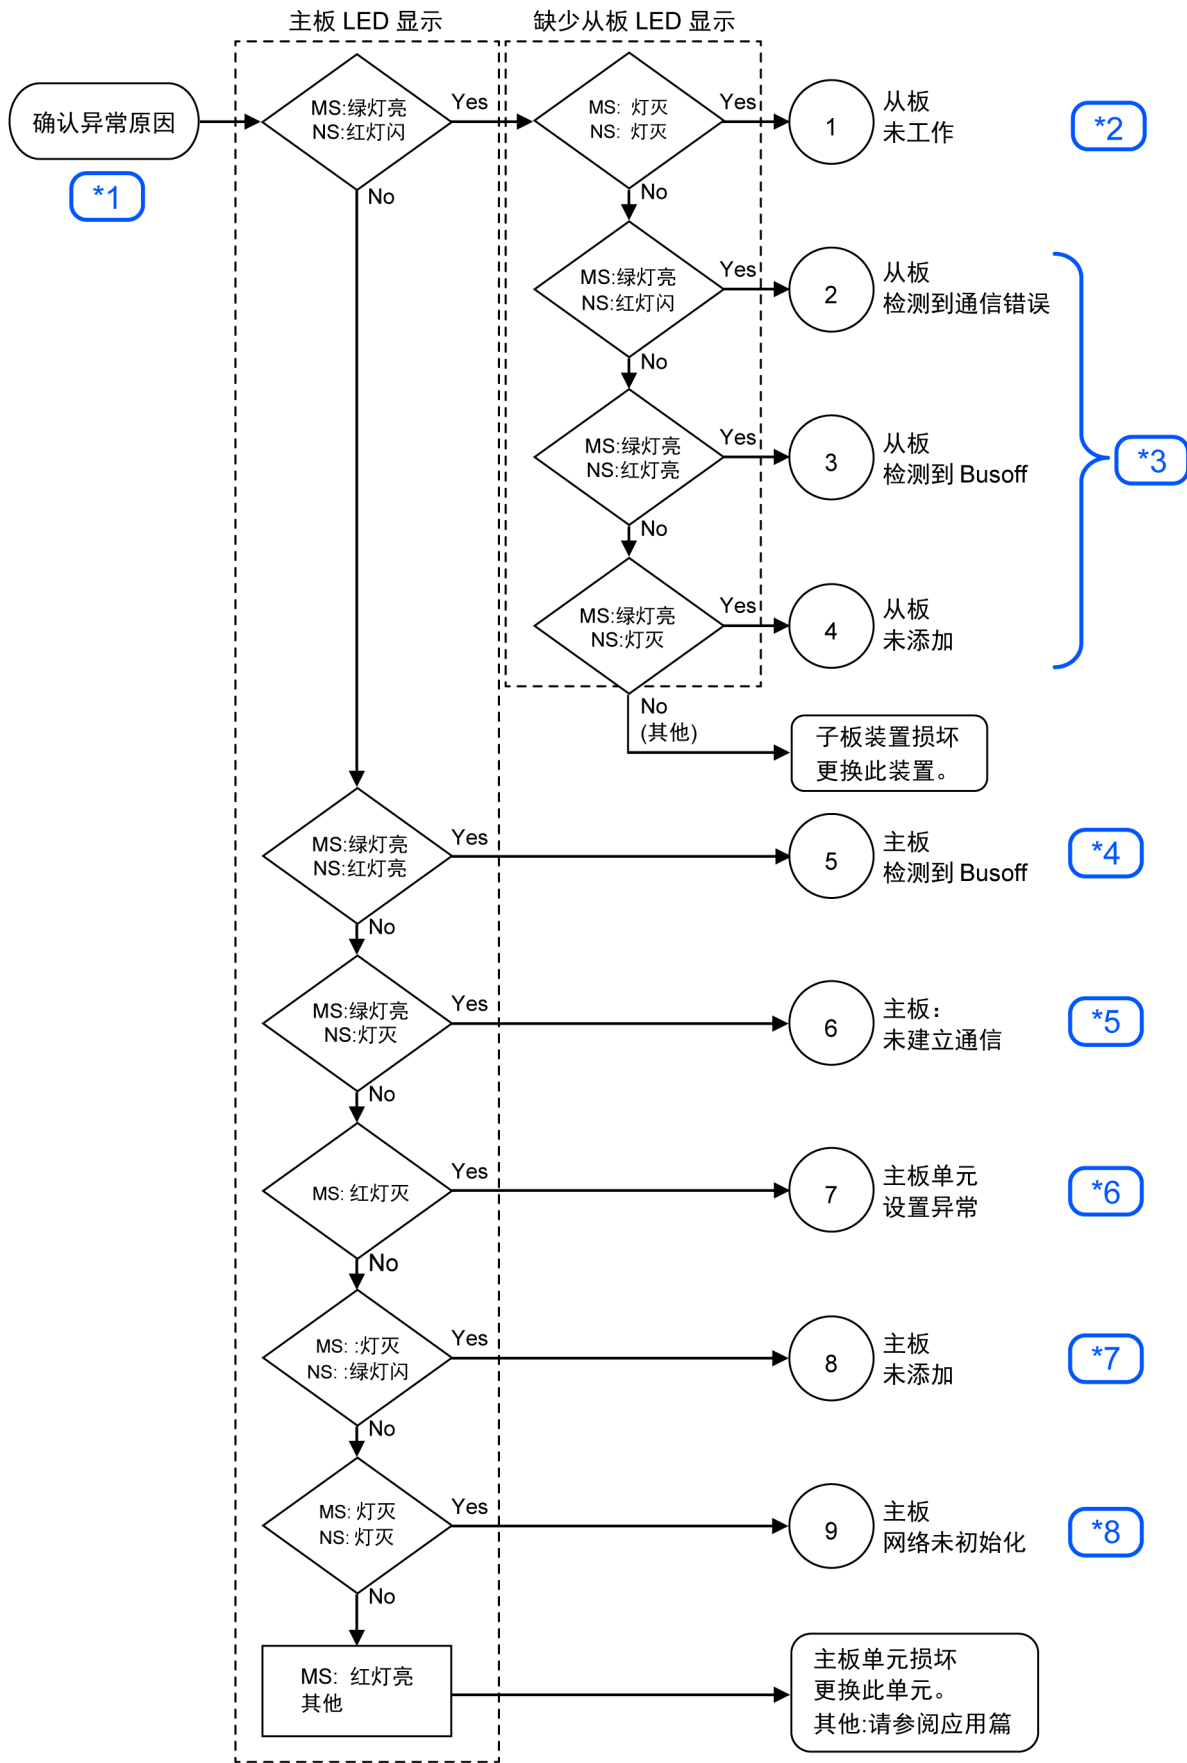 主板 LED 显示
缺少从板 LED 显示
确认异常原因
*1
MS:绿灯亮
NS:红灯闪
Yes
No
MS: 灯灭
NS: 灯灭
Yes
No
1
从板
未工作
*2
MS:绿灯亮
NS:红灯闪
Yes
No
2
从板
检测到通信错误
MS:绿灯亮
NS:红灯亮
Yes
No
3
从板
检测到 Busoff
*3
MS:绿灯亮
NS:灯灭
Yes
No
(其他)
4
从板
未添加
子板装置损坏
更换此装置。
MS:绿灯亮
NS:红灯亮
Yes
No
5
主板
检测到 Busoff
*4
MS:绿灯亮
NS:灯灭
Yes
No
6
主板:
未建立通信
*5
MS: 红灯灭
Yes
No
7
主板单元
设置异常
*6
MS: :灯灭
NS: :绿灯闪
Yes
No
8
主板
未添加
*7
MS: 灯灭
NS: 灯灭
Yes
No
9
主板
网络未初始化
*8
MS: 红灯亮
其他
主板单元损坏
更换此单元。
其他:请参阅应用篇